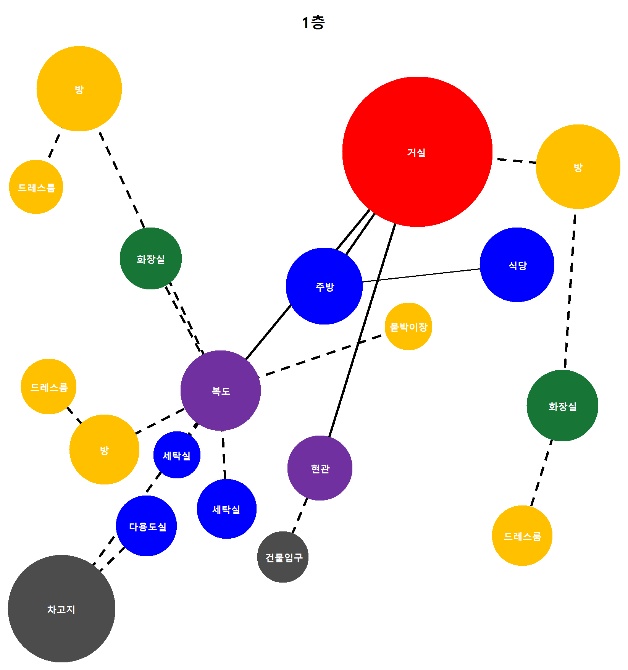 1층
방
거실
방
드레스룸
화장실
식당
주방
붙박이장
드레스룸
복도
화장실
방
세탁실
현관
세탁실
다용도실
드레스룸
건물입구
차고지